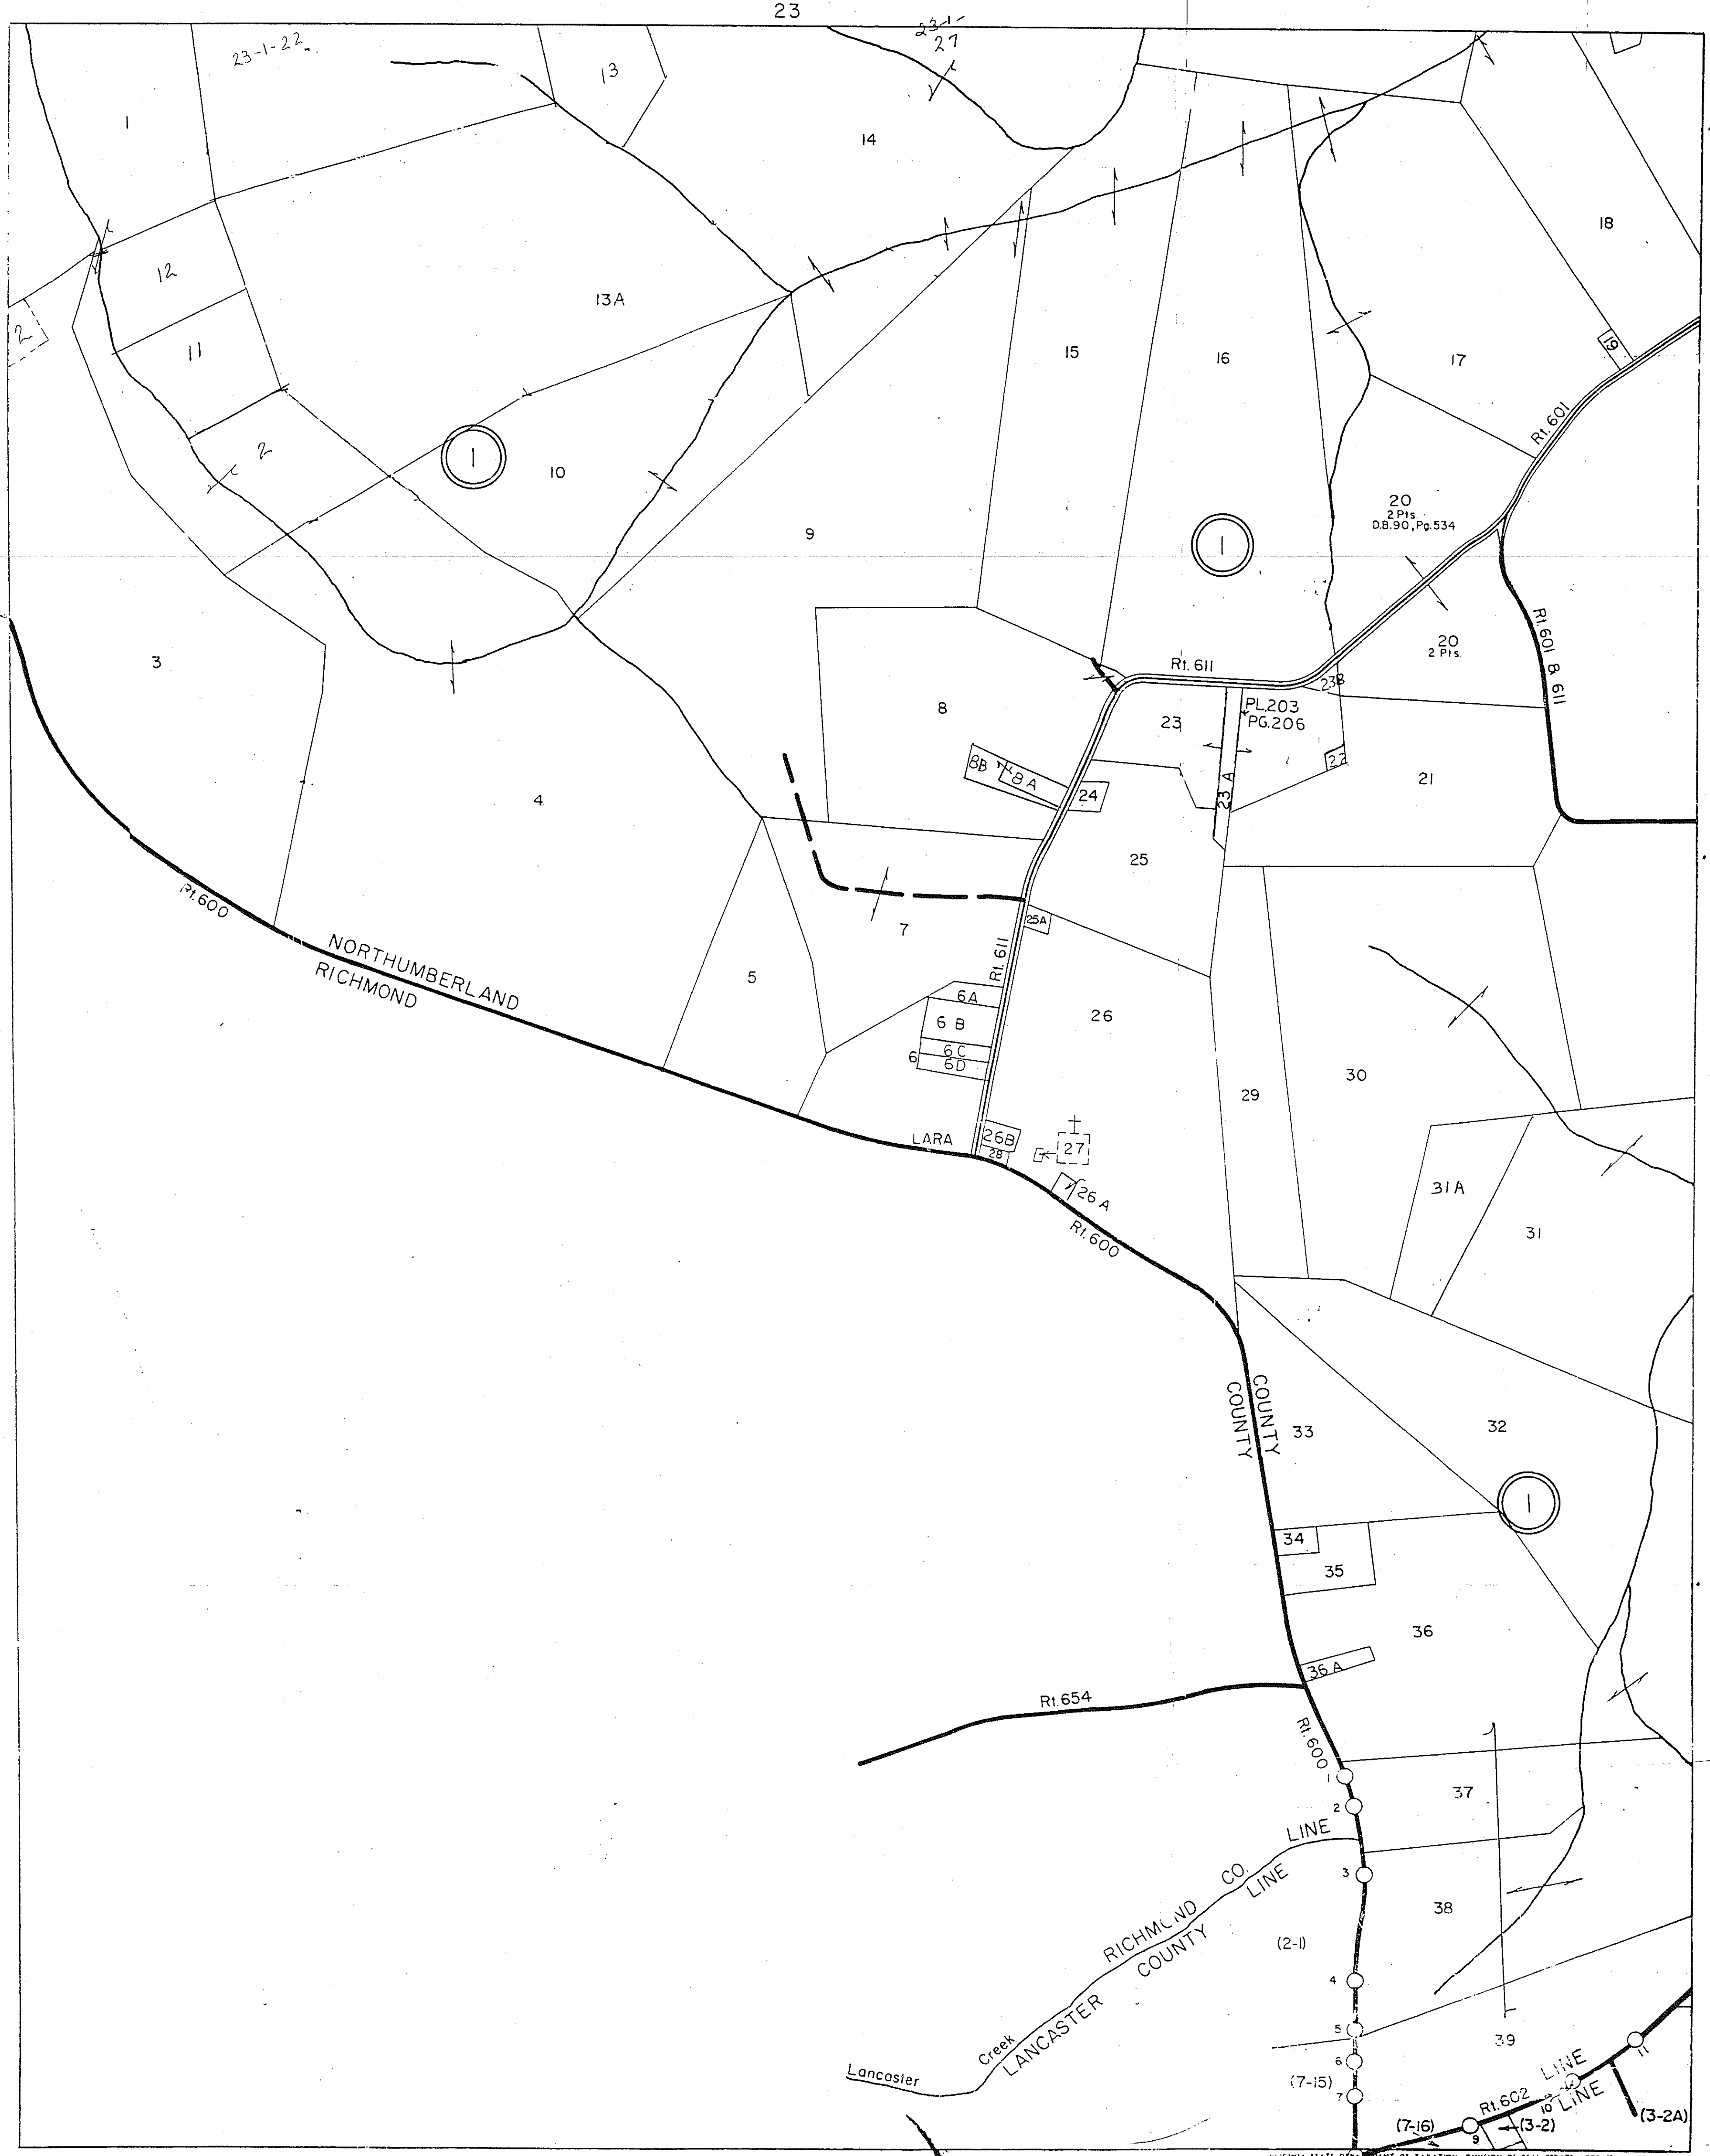 23
23-1-22
23-1-
27
1
13
14
18
12
13A
2
11
15
16
17
19
Rt. 601
2
1
10
20
2 Pts.
D.B.90, Pg.534
9
1
Rt.601 & 611
20
2 Pts.
3
Rt. 611
23B
8
23
PL.203
PG.206
22
8B
8A
24
23 A
21
4
25
Rt.600
7
25A
NORTHUMBERLAND
RICHMOND
5
Rt. 611
6A
6 B
6 C
6
6D
26
30
29
LARA
26B
28
27
26 A
31A
31
Rt.600
COUNTY
COUNTY
33
32
1
34
35
36
36 A
Rt.654
Rt.600
1
37
2
LINE
CO.
LINE
3
RICHMOND
COUNTY
38
(2-1)
4
LANCASTER
Creek
5
39
6
Lancaster
(7-15)
7
LINE
LINE
11
Rt.602
10
(7-16)
9
(3-2)
(3-2A)